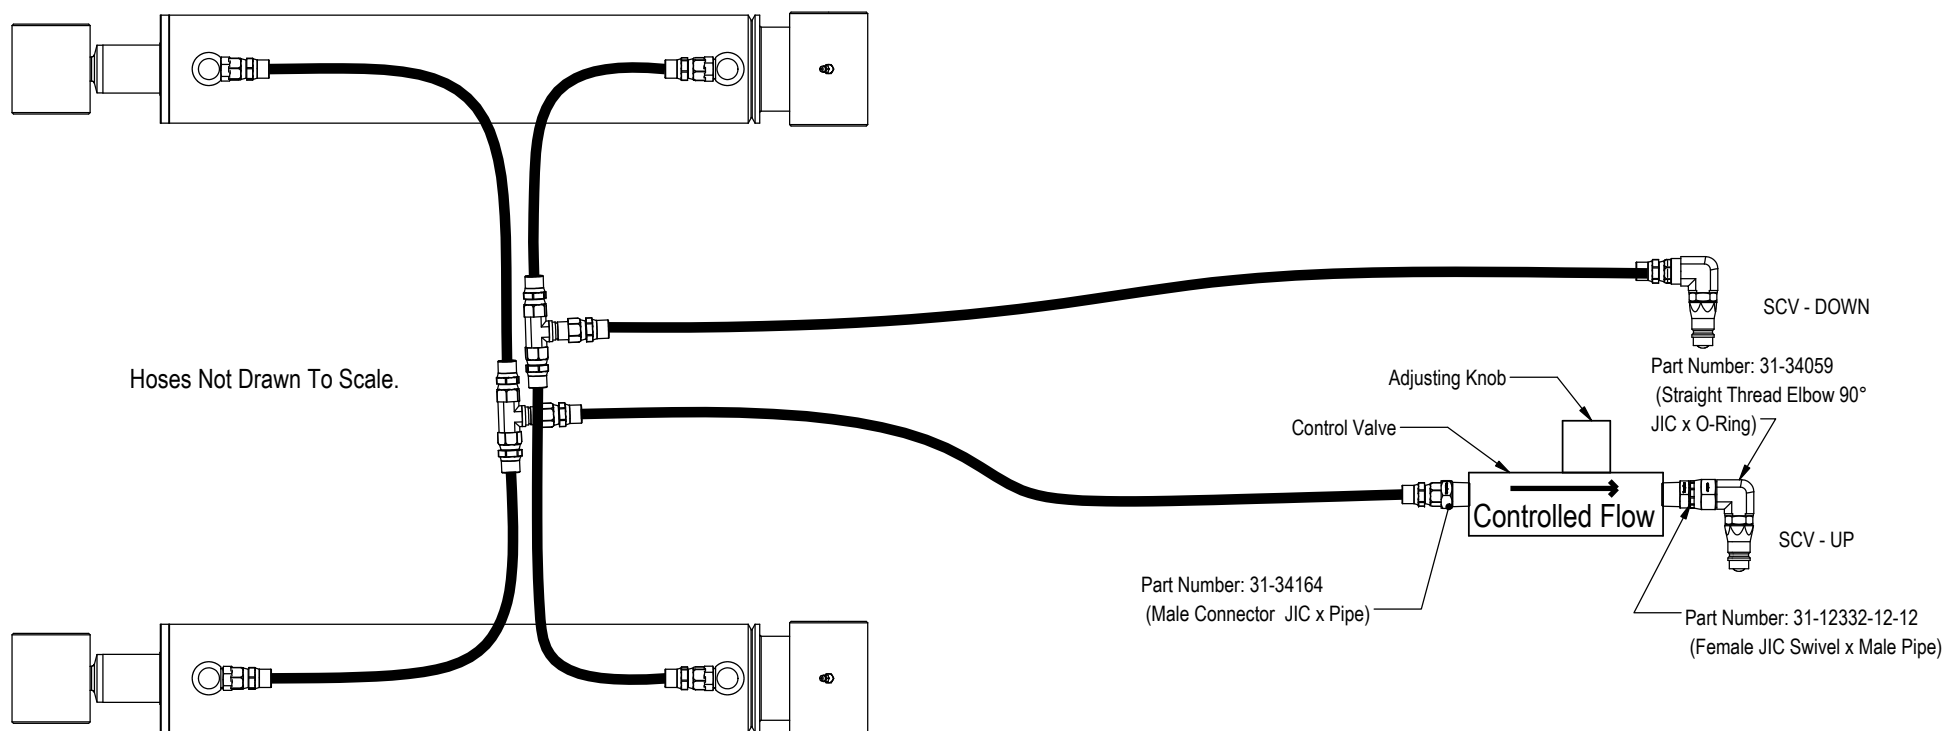 SCV - DOWN
Hoses Not Drawn To Scale.
Adjusting Knob
Part Number: 31-34059
(Straight Thread Elbow 90°
JIC x O-Ring)
Control Valve
Controlled Flow
SCV - UP
Part Number: 31-34164
(Male Connector JIC x Pipe)
Part Number: 31-12332-12-12
(Female JIC Swivel x Male Pipe)